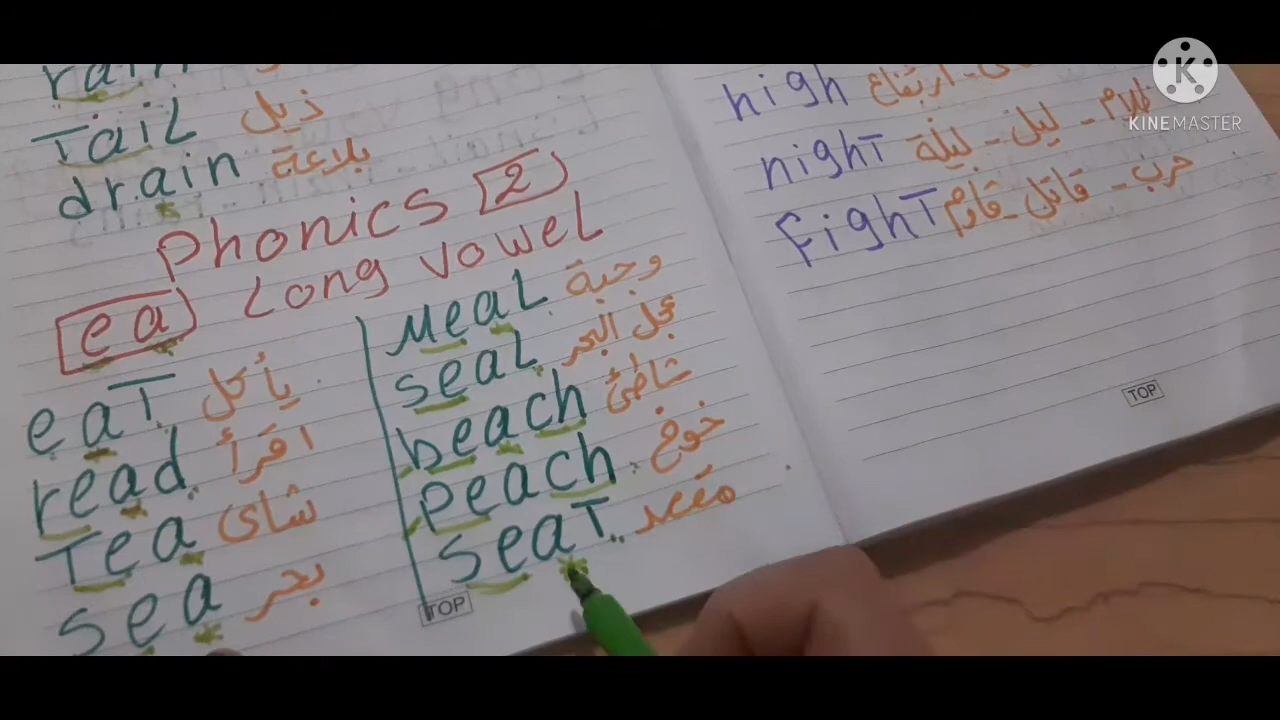 Tail ذيل
drain بلاعة
Phonics 2
ea Long vowel
eat يأكل
read اقرأ
Tea شاى
sea بحر
Meal وجبة
seal عجل البحر
beach شاطئ
peach خوخ
seat مقعد
TOP
high ارتفاع
night ليلة - ليل - ظلام
Fight قاوم - قاتل - حرب
TOP
KINEMASTER